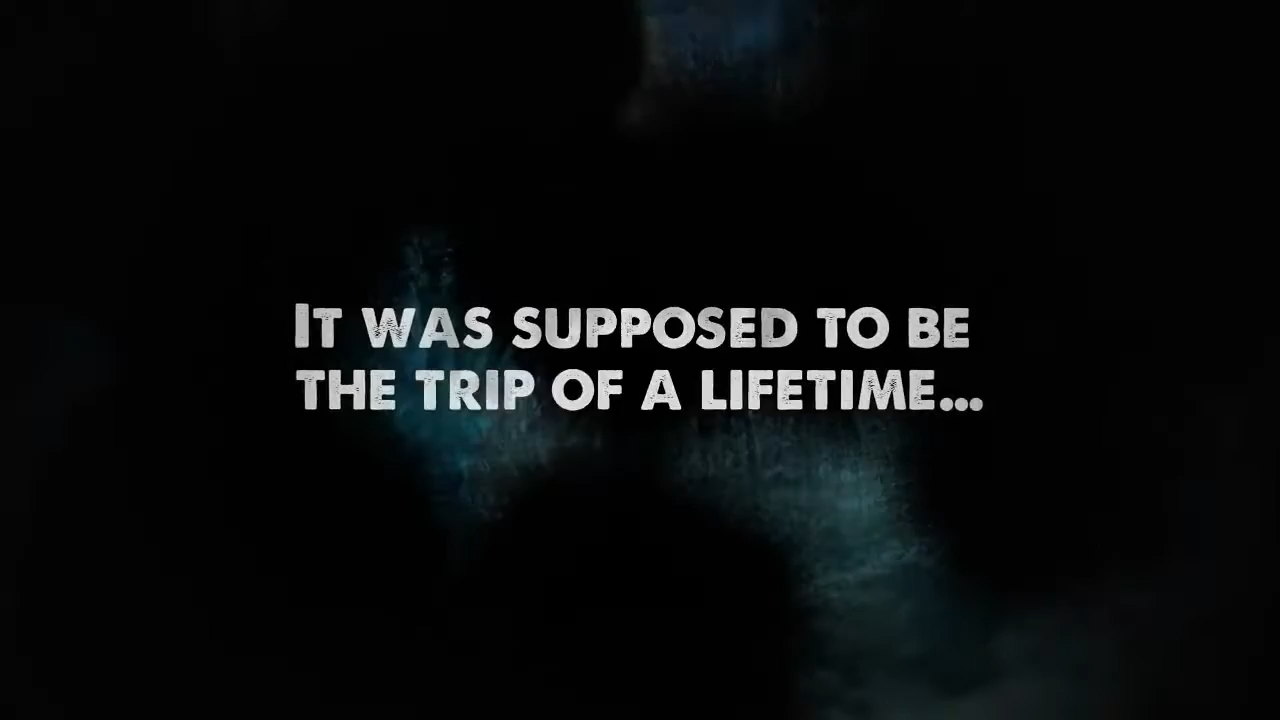 It was supposed to be
the trip of a lifetime...